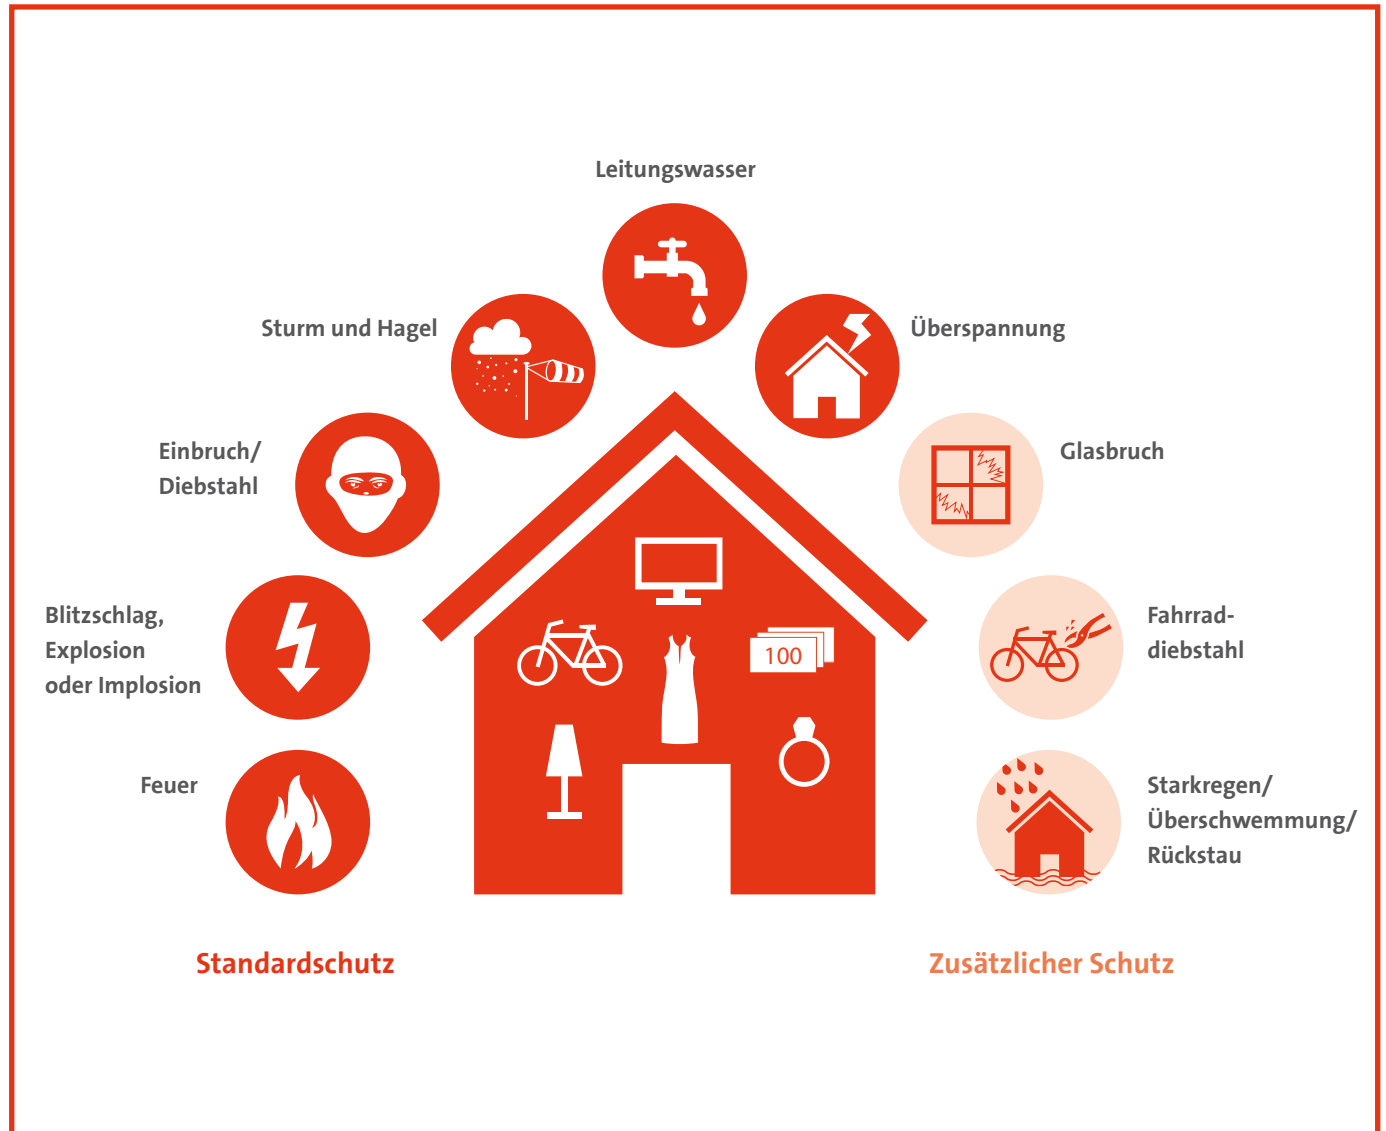 Leitungswasser
Sturm und Hagel
Überspannung
Einbruch/
Diebstahl
Glasbruch
Blitzschlag,
Explosion
oder Implosion
Fahrrad-
diebstahl
100
Feuer
Starkregen/
Überschwemmung/
Rückstau
Standardschutz
Zusätzlicher Schutz